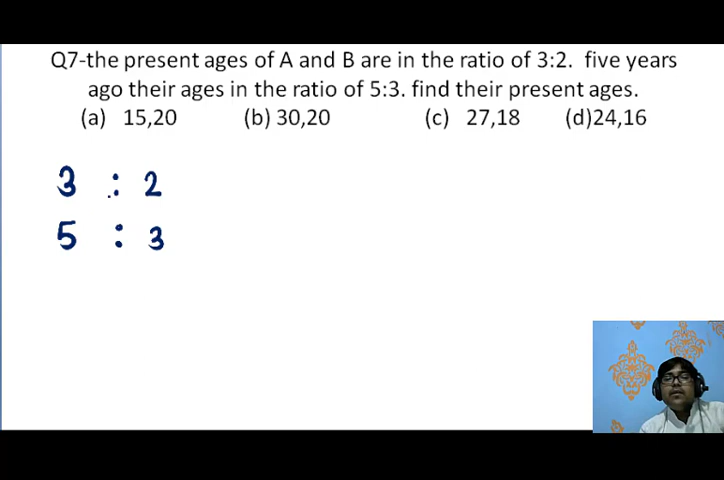 Q7-the present ages of A and B are in the ratio of 3:2. five years
ago their ages in the ratio of 5:3. find their present ages.
(a) 15,20 (b) 30,20 (c) 27,18 (d)24,16
3 : 2
5 : 3